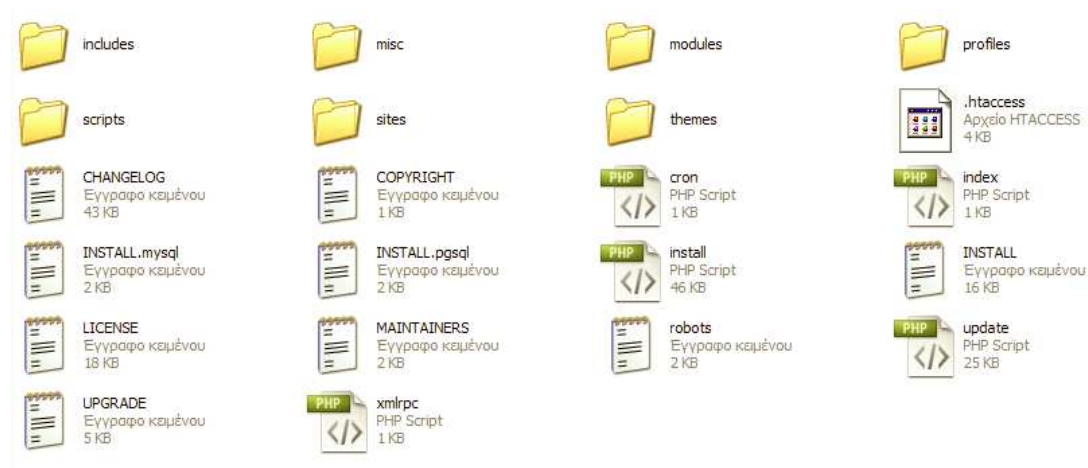 includes
misc
modules
profiles
scripts
sites
themes
.htaccess
Αρχείο HTACCESS
4 KB
CHANGELOG
Έγγραφο κειμένου
43 KB
COPYRIGHT
Έγγραφο κειμένου
1 KB
PHP
cron
PHP Script
1 KB
PHP
index
PHP Script
1 KB
INSTALL.mysql
Έγγραφο κειμένου
2 KB
INSTALL.pgsql
Έγγραφο κειμένου
2 KB
PHP
install
PHP Script
46 KB
INSTALL
Έγγραφο κειμένου
16 KB
LICENSE
Έγγραφο κειμένου
18 KB
MAINTAINERS
Έγγραφο κειμένου
2 KB
robots
Έγγραφο κειμένου
2 KB
PHP
update
PHP Script
25 KB
UPGRADE
Έγγραφο κειμένου
5 KB
PHP
xmlrpc
PHP Script
1 KB